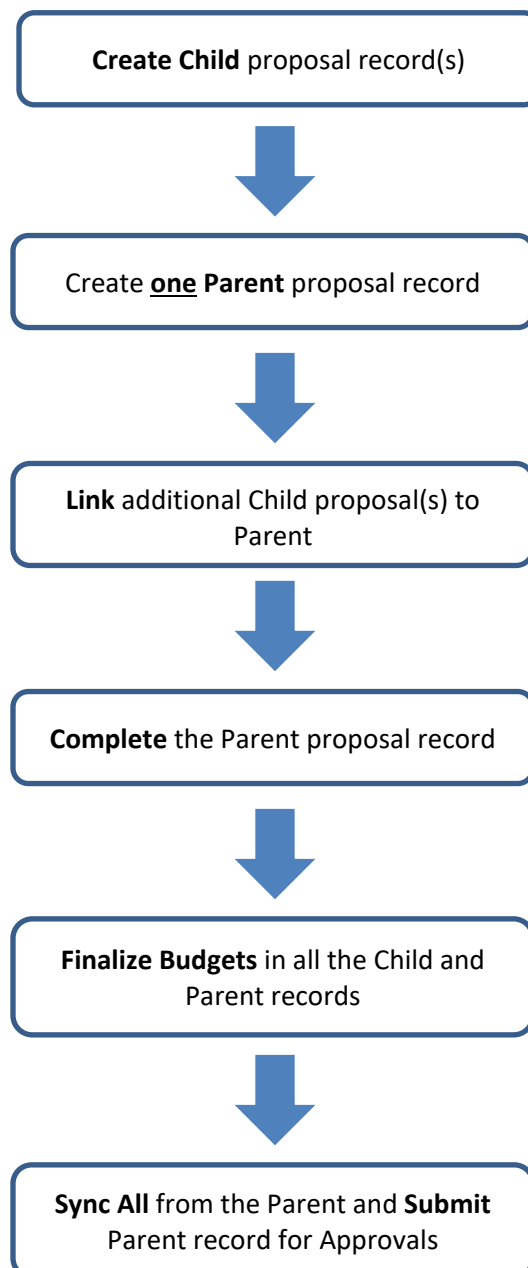 Create Child proposal record(s)
Create one Parent proposal record
Link additional Child proposal(s) to
Parent
Complete the Parent proposal record
Finalize Budgets in all the Child and
Parent records
Sync All from the Parent and Submit
Parent record for Approvals